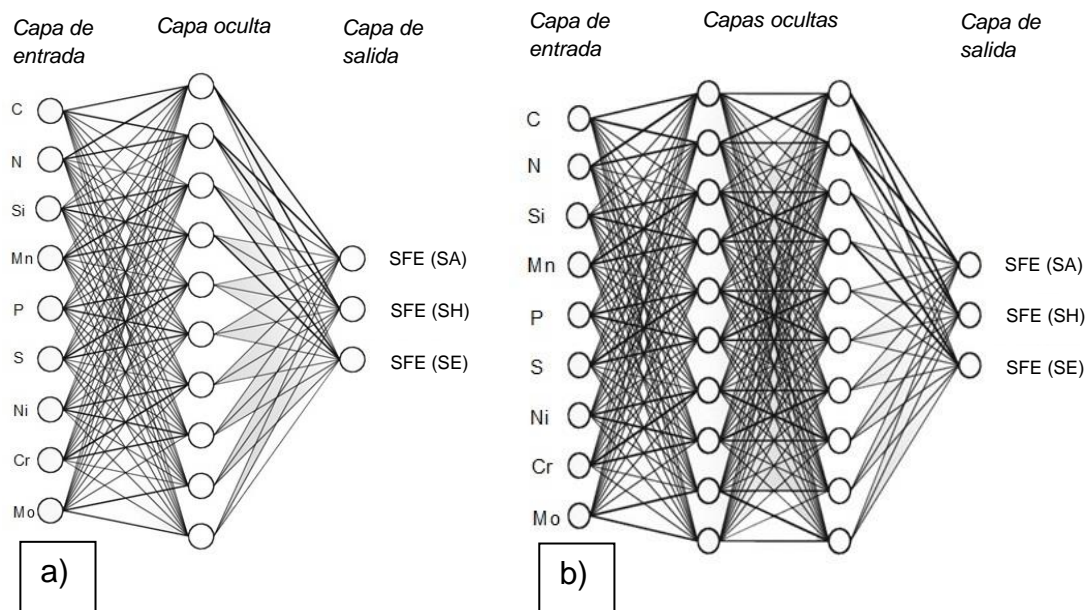 Capa de
entrada
Capa oculta
Capa de
salida
C
N
Si
Mn
P
S
Ni
Cr
Mo
SFE (SA)
SFE (SH)
SFE (SE)
a)
Capa de
entrada
Capas ocultas
Capa de
salida
C
N
Si
Mn
P
S
Ni
Cr
Mo
SFE (SA)
SFE (SH)
SFE (SE)
b)